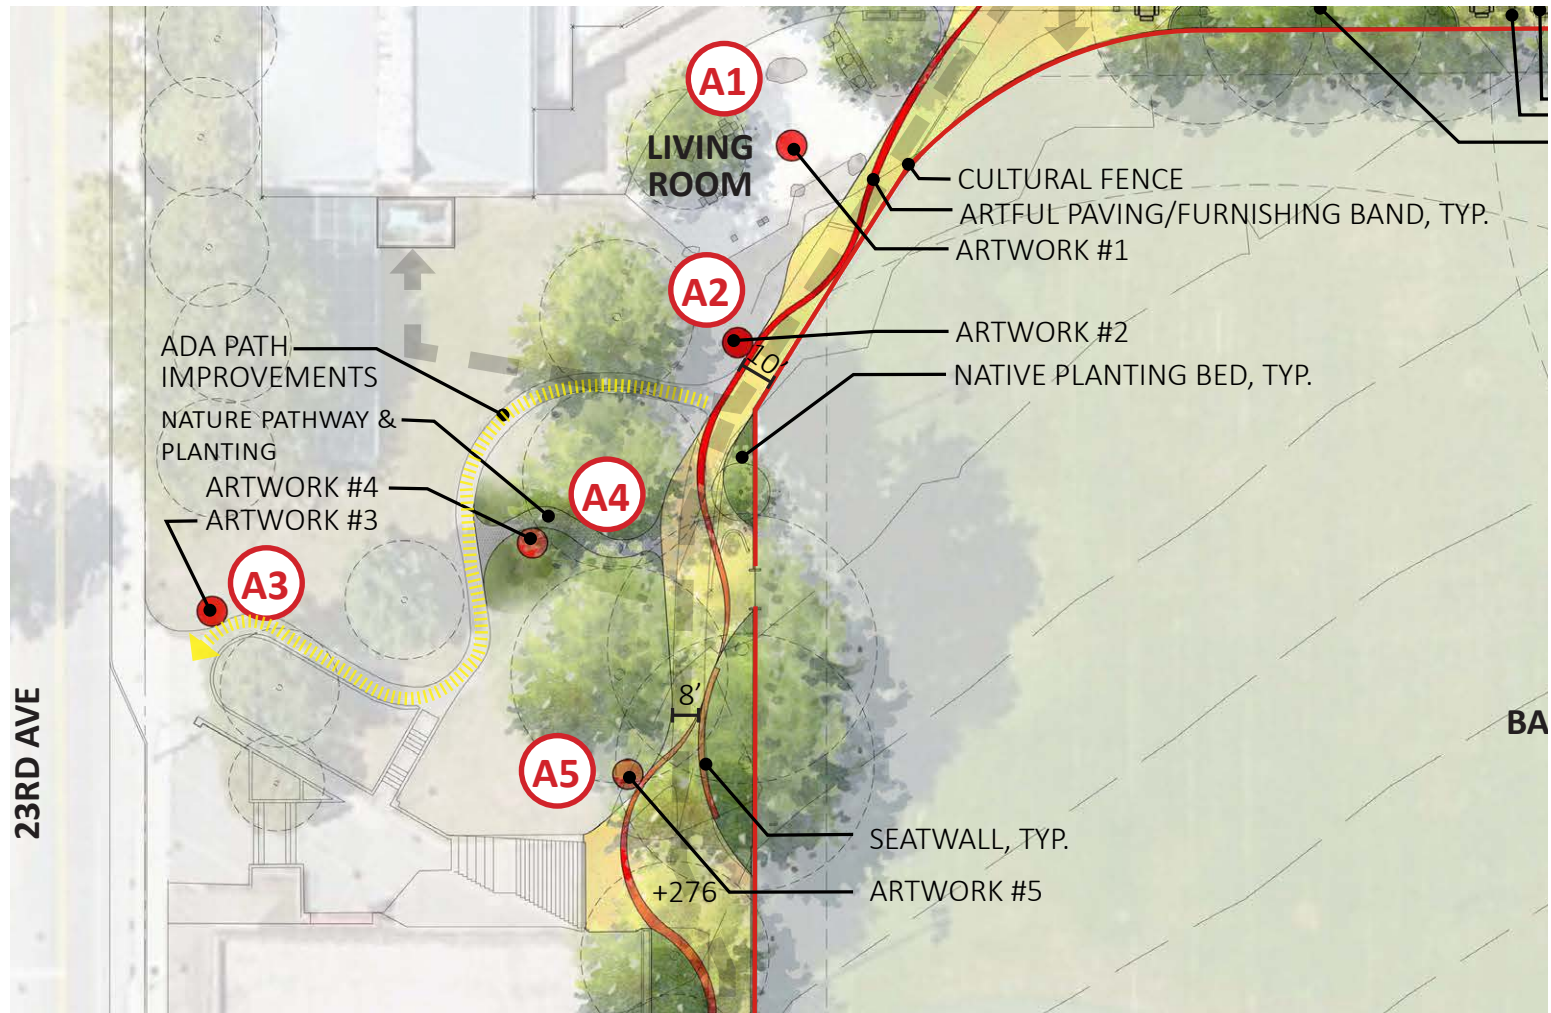 A1
LIVING
ROOM
CULTURAL FENCE
ARTFUL PAVING/FURNISHING BAND, TYP.
ARTWORK #1
A2
ARTWORK #2
10'
NATIVE PLANTING BED, TYP.
ADA PATH
IMPROVEMENTS
NATURE PATHWAY &
PLANTING
ARTWORK #4
ARTWORK #3
A4
A3
8'
23RD AVE
BA
A5
SEATWALL, TYP.
+276
ARTWORK #5